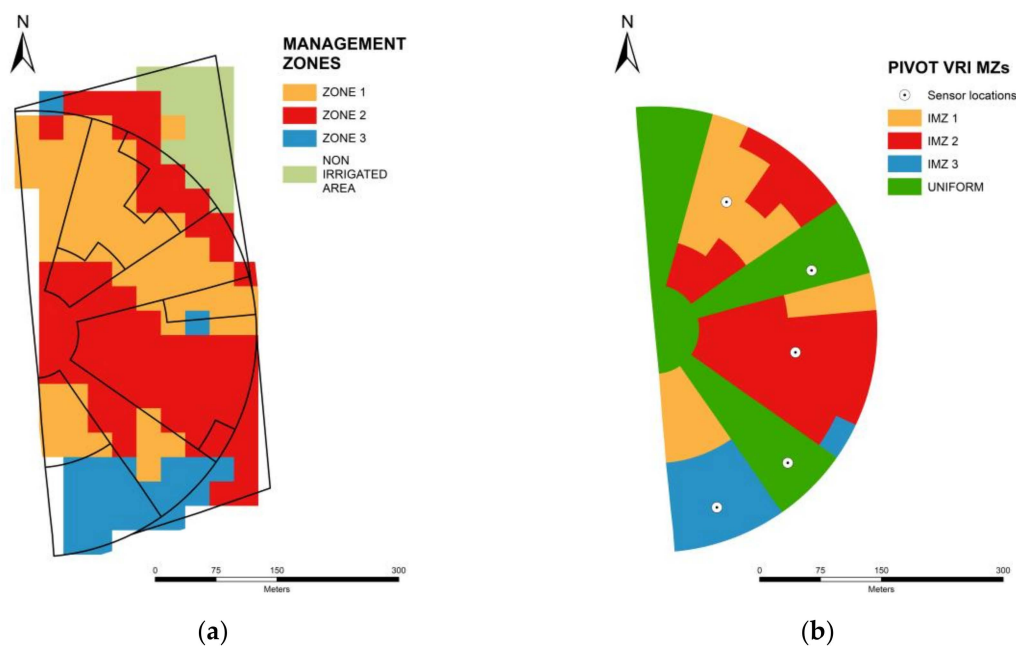 N
MANAGEMENT
ZONES
ZONE 1
ZONE 2
ZONE 3
NON
IRRIGATED
AREA
0 75 150 300
Meters
(a)
N
PIVOT VRI MZs
Sensor locations
IMZ 1
IMZ 2
IMZ 3
UNIFORM
0 75 150 300
Meters
(b)